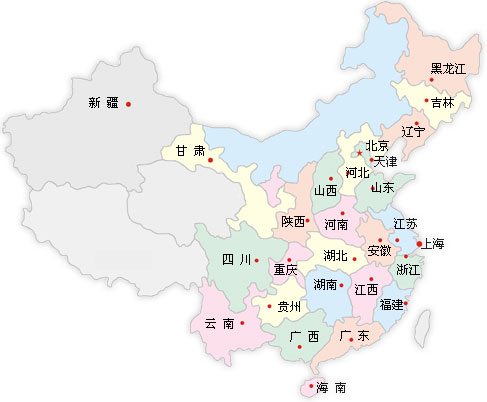 黑龙江
新 疆
吉林
辽宁
北京
甘 肃
天津
河北
山西
山东
陕西
河南
江苏
上海
安徽
湖北
四 川
重庆
浙江
湖南
江西
贵州
福建
云 南
广 西
广 东
海 南